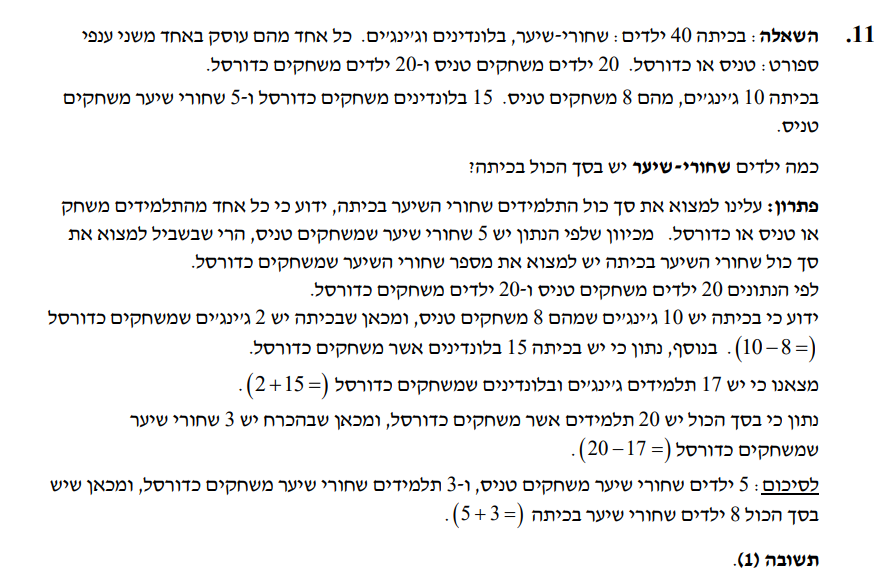 11. השאלה: בכיתה 40 ילדים: שחורי-שיער, בלונדינים וג׳ינג׳ים. כל אחד מהם עוסק באחד משני ענפי
ספורט: טניס או כדורסל. 20 ילדים משחקים טניס ו-20 ילדים משחקים כדורסל.
בכיתה 10 ג׳ינג׳ים, מהם 8 משחקים טניס. 15 בלונדינים משחקים כדורסל ו-5 שחורי שיער משחקים
טניס.
כמה ילדים שחורי-שיער יש בסך הכול בכיתה?
פתרון: עלינו למצוא את סך כול התלמידים שחורי השיער בכיתה, ידוע כי כל אחד מהתלמידים משחק
או טניס או כדורסל. מכיוון שלפי הנתון יש 5 שחורי שיער שמשחקים טניס, הרי שבשביל למצוא את
סך כול שחורי השיער בכיתה יש למצוא את מספר שחורי השיער שמשחקים כדורסל.
לפי הנתונים 20 ילדים משחקים טניס ו-20 ילדים משחקים כדורסל.
ידוע כי בכיתה יש 10 ג׳ינג׳ים שמהם 8 משחקים טניס, ומכאן שבכיתה יש 2 ג׳ינג׳ים שמשחקים כדורסל
(10 − 8 =). בנוסף, נתון כי יש בכיתה 15 בלונדינים אשר משחקים כדורסל.
מצאנו כי יש 17 תלמידים ג׳ינג׳יים ובלונדינים שמשחקים כדורסל (2 + 15 =).
נתון כי בסך הכול יש 20 תלמידים אשר משחקים כדורסל, ומכאן שבהכרח יש 3 שחורי שיער
שמשחקים כדורסל (20 − 17 =).
לסיכום: 5 ילדים שחורי שיער משחקים טניס, ו-3 תלמידים שחורי שיער משחקים כדורסל, ומכאן שיש
בסך הכול 8 ילדים שחורי שיער בכיתה (5 + 3 =).
תשובה (1).